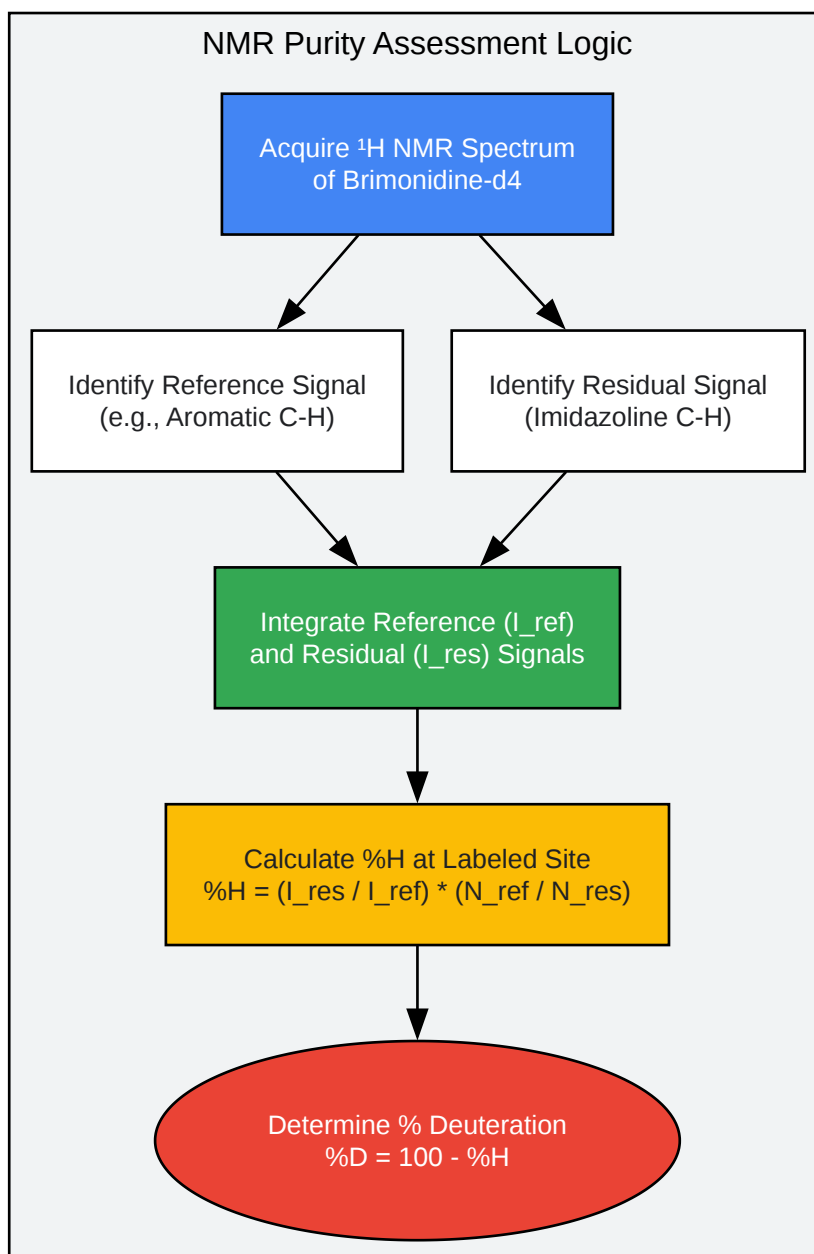 NMR Purity Assessment Logic
Acquire ¹H NMR Spectrum
of Brimonidine-d4
Identify Reference Signal
(e.g., Aromatic C-H)
Identify Residual Signal
(Imidazoline C-H)
Integrate Reference (I_ref)
and Residual (I_res) Signals
Calculate %H at Labeled Site
%H = (I_res / I_ref) * (N_ref / N_res)
Determine % Deuteration
%D = 100 - %H